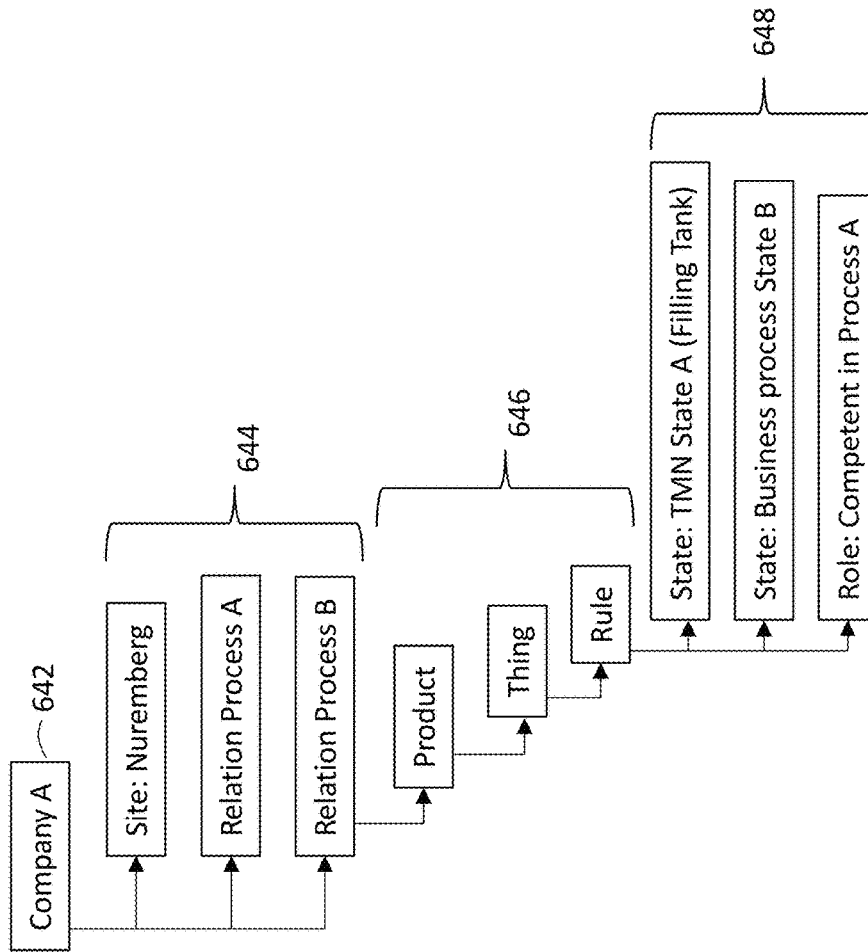 Company A
642
Site: Nuremberg
Relation Process A
Relation Process B
644
Product
Thing
Rule
646
State: TMN State A (Filling Tank)
State: Business process State B
Role: Competent in Process A
648